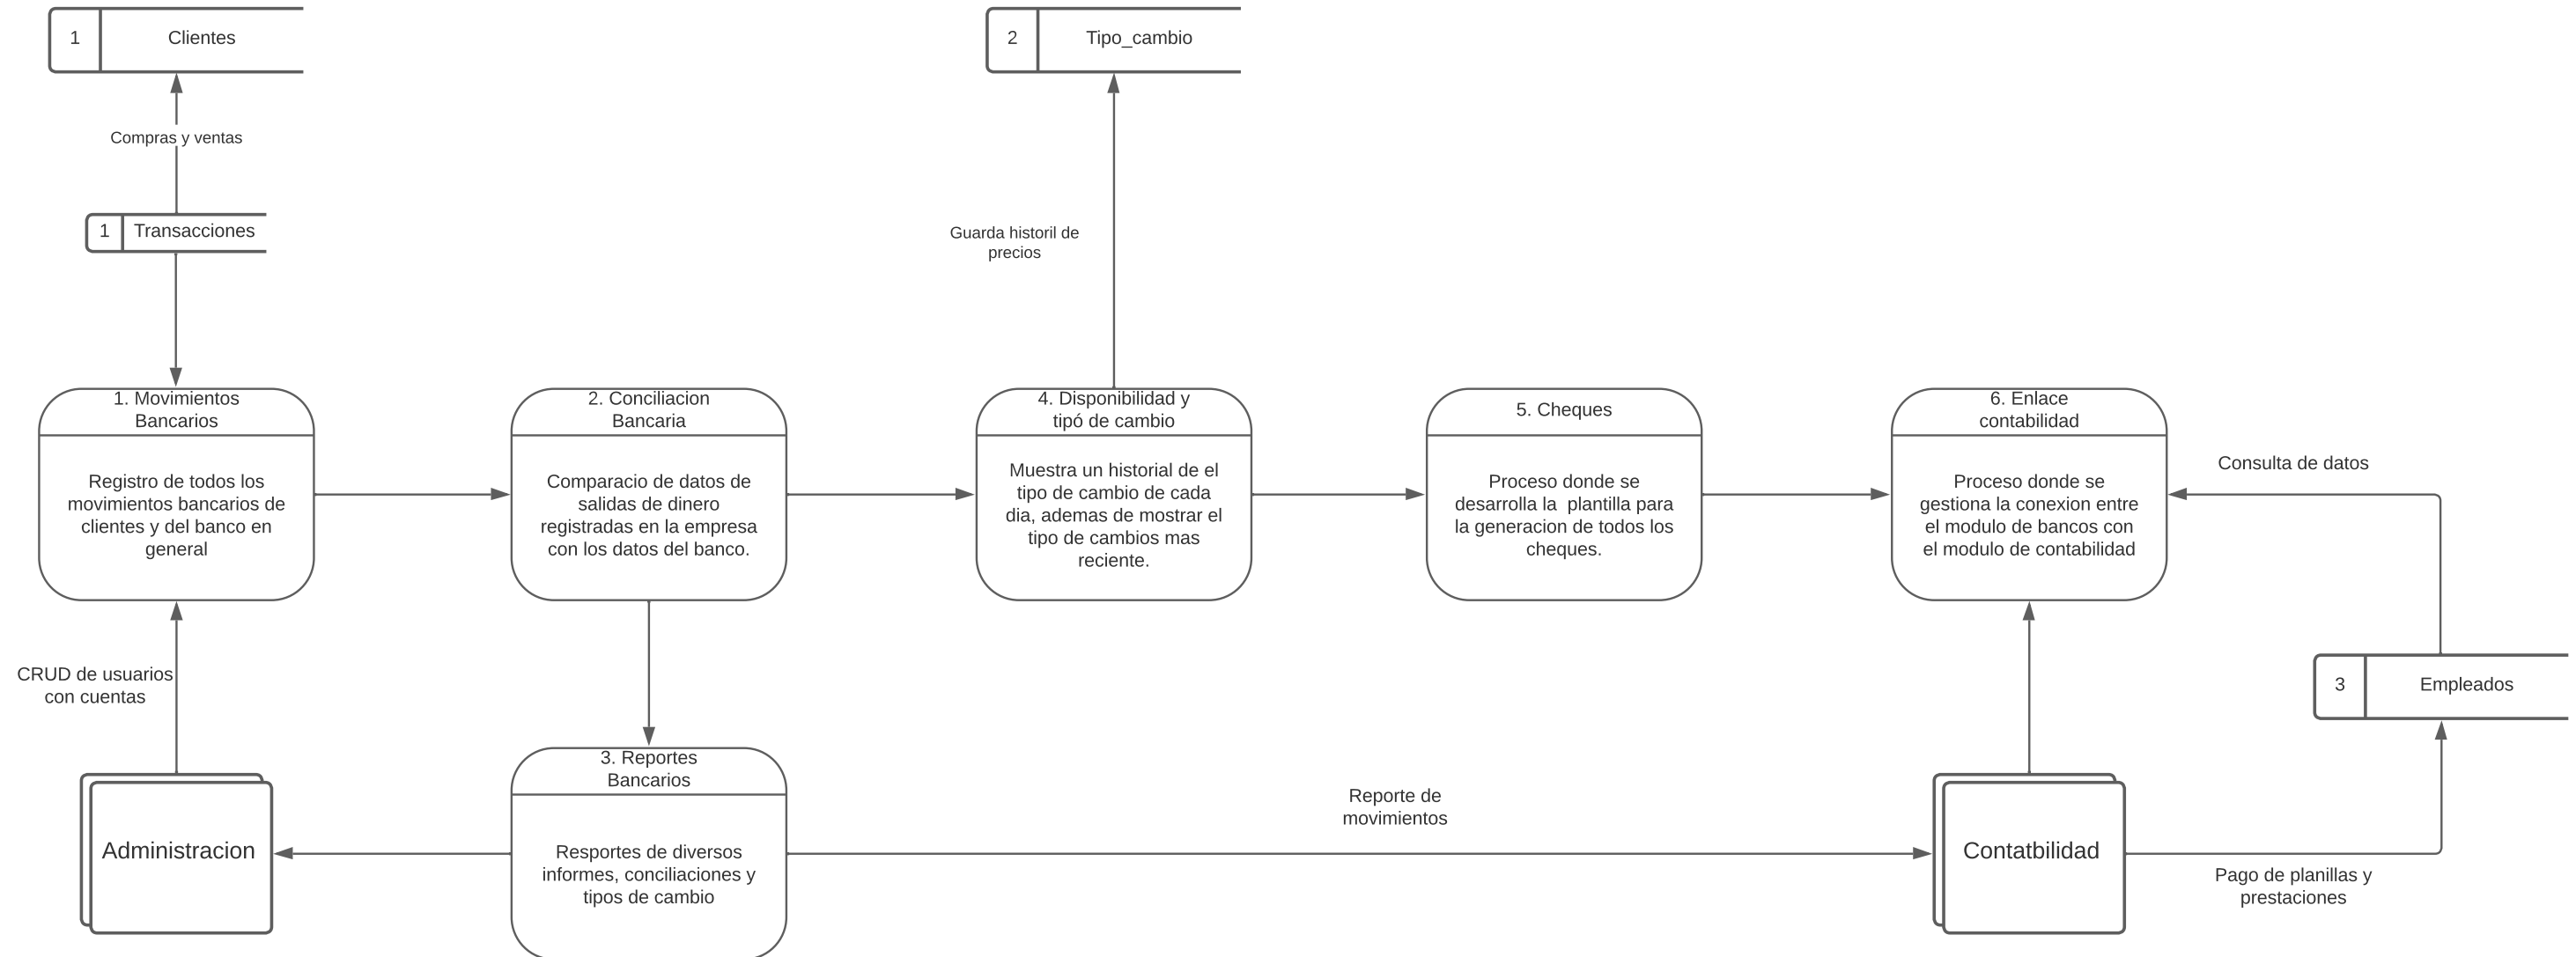 1
Clientes
2
Tipo_cambio
Compras y ventas
1
Transacciones
Guarda historil de
precios
1. Movimientos
Bancarios
Registro de todos los
movimientos bancarios de
clientes y del banco en
general
2. Conciliacion
Bancaria
Comparacio de datos de
salidas de dinero
registradas en la empresa
con los datos del banco.
4. Disponibilidad y
tipó de cambio
Muestra un historial de el
tipo de cambio de cada
dia, ademas de mostrar el
tipo de cambios mas
reciente.
5. Cheques
Proceso donde se
desarrolla la  plantilla para
la generacion de todos los
cheques.
6. Enlace
contabilidad
Proceso donde se
gestiona la conexion entre
el modulo de bancos con
el modulo de contabilidad
Consulta de datos
CRUD de usuarios
con cuentas
3
Empleados
Administracion
3. Reportes
Bancarios
Resportes de diversos
informes, conciliaciones y
tipos de cambio
Reporte de
movimientos
Contatbilidad
Pago de planillas y
prestaciones